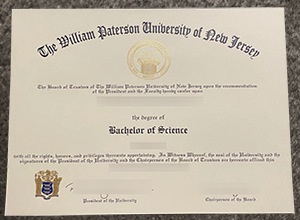 The William Paterson University of New Jersey
The Board of Trustees of The William Paterson University of New Jersey upon the recommendation
of the President and the Faculty hereby confer upon
the degree of
Bachelor of Science
with all the rights, honors, and privileges thereunto appertaining. In Witness Whereof, the seal of the University and the
signatures of the President of the University and the Chairperson of the Board of Trustees are hereunto affixed this
President of the University
Chairperson of the Board